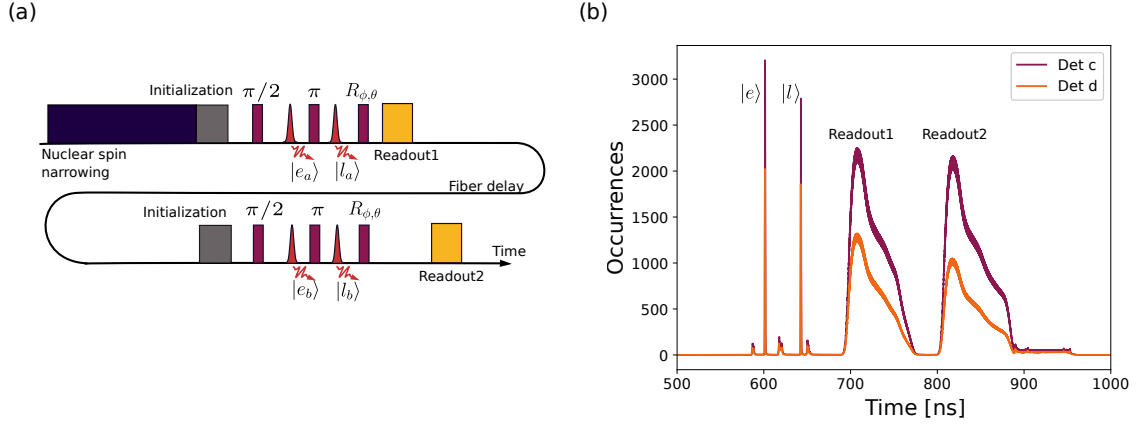 (a)
Initialization π/2 π R_{ϕ,θ}
Nuclear spin
narrowing
|e_a⟩ |l_a⟩ Readout1
Fiber delay
Initialization π/2 π R_{ϕ,θ}
Time
|e_b⟩ |l_b⟩ Readout2
(b)
Det c
Det d
|e⟩ |l⟩
Readout1 Readout2
Occurrences
3000
2500
2000
1500
1000
500
0
500 600 700 800 900 1000
Time [ns]